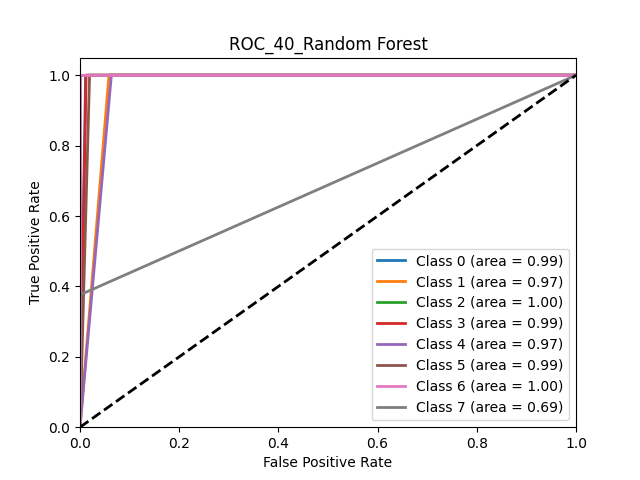 ROC_40_Random Forest
True Positive Rate
1.0
0.8
0.6
0.4
0.2
0.0
Class 0 (area = 0.99)
Class 1 (area = 0.97)
Class 2 (area = 1.00)
Class 3 (area = 0.99)
Class 4 (area = 0.97)
Class 5 (area = 0.99)
Class 6 (area = 1.00)
Class 7 (area = 0.69)
0.0 0.2 0.4 0.6 0.8 1.0
False Positive Rate